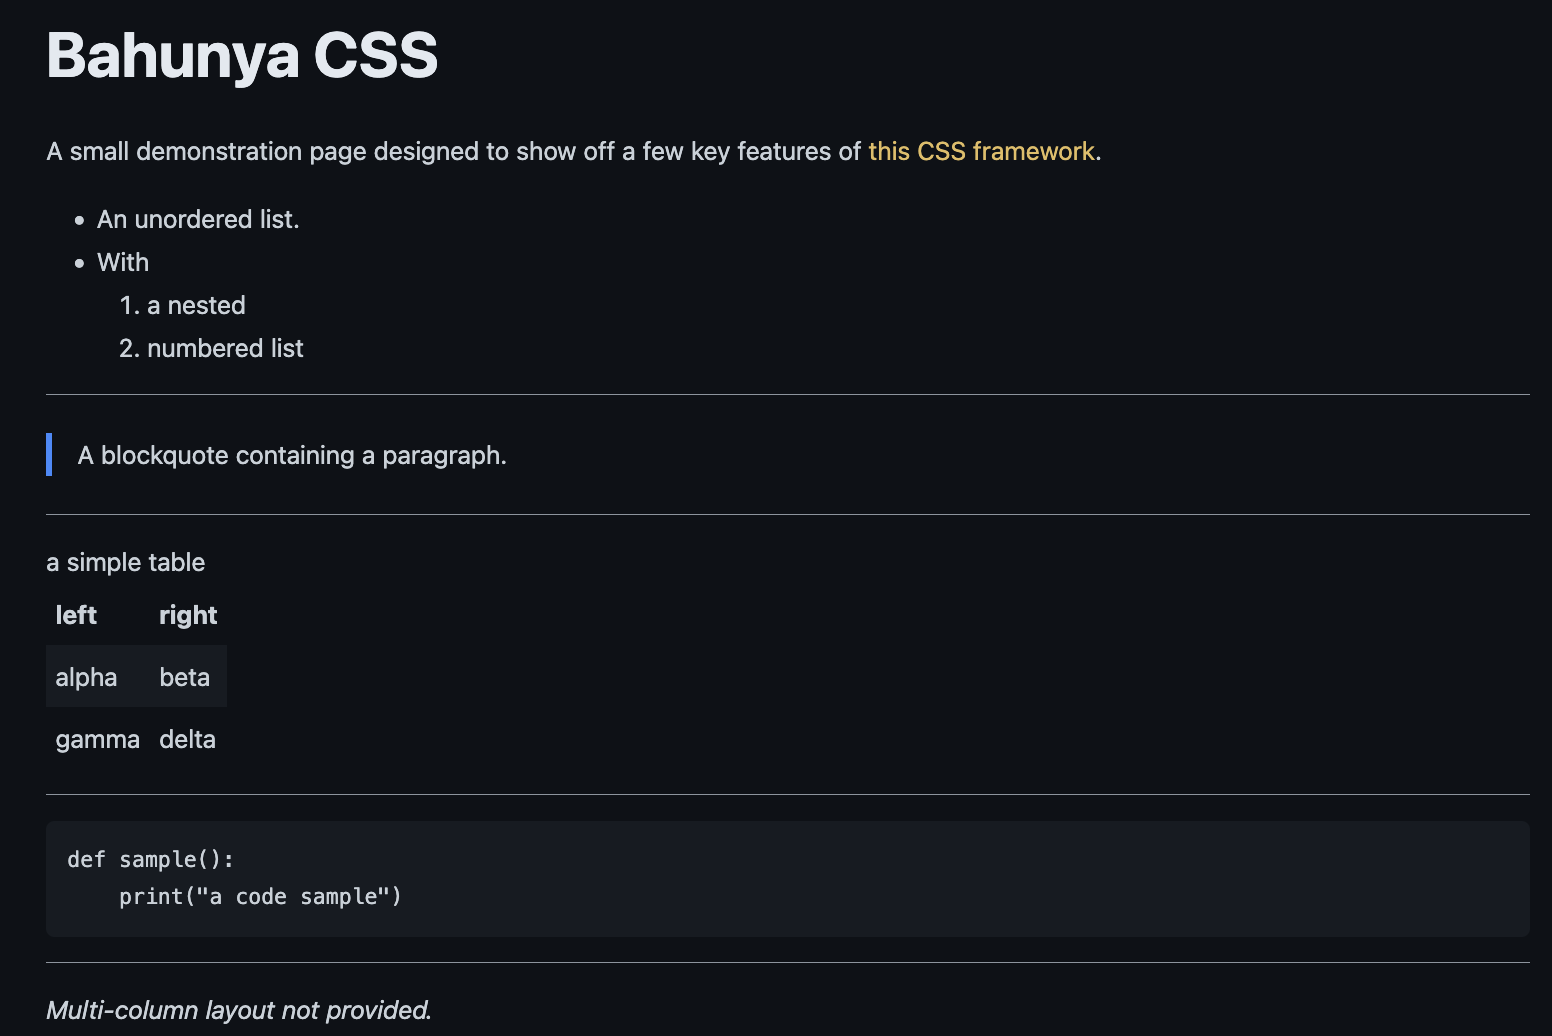 Bahunya CSS
A small demonstration page designed to show off a few key features of this CSS framework.
• An unordered list.
• With
1. a nested
2. numbered list
A blockquote containing a paragraph.
a simple table
left right
alpha beta
gamma delta
def sample():
    print("a code sample")
Multi-column layout not provided.